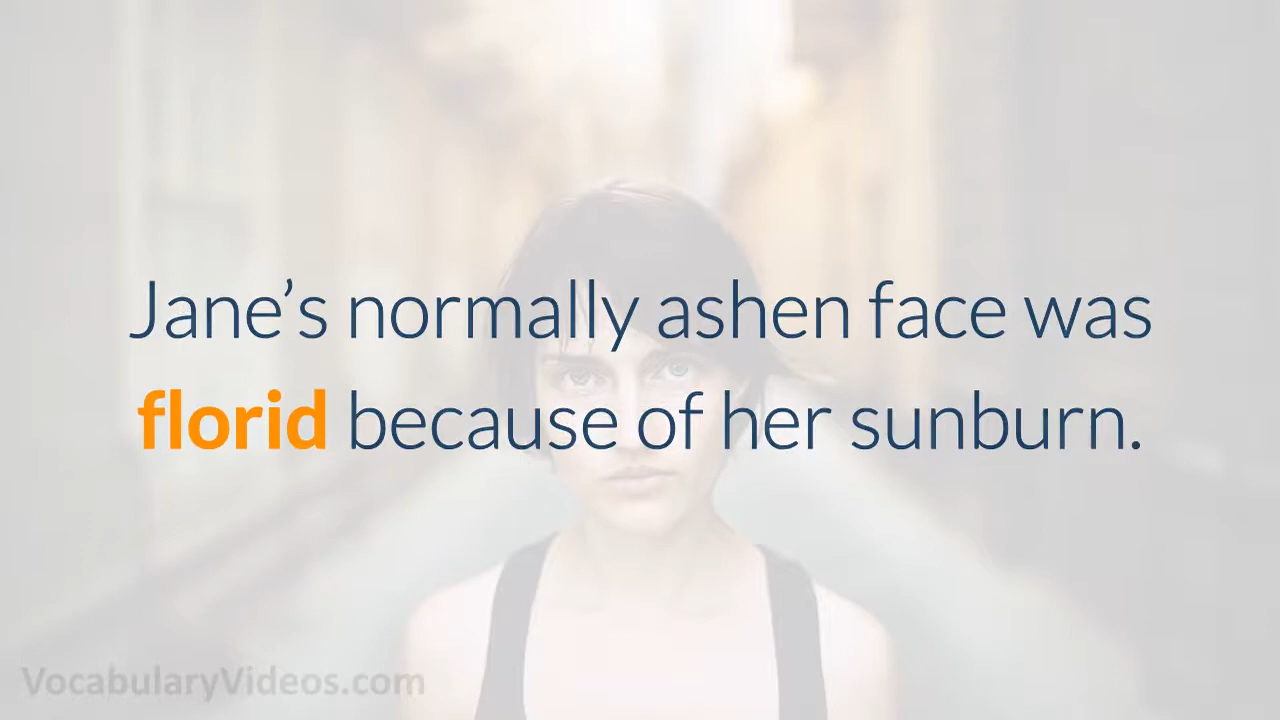 Jane’s normally ashen face was
florid because of her sunburn.
VocabularyVideos.com